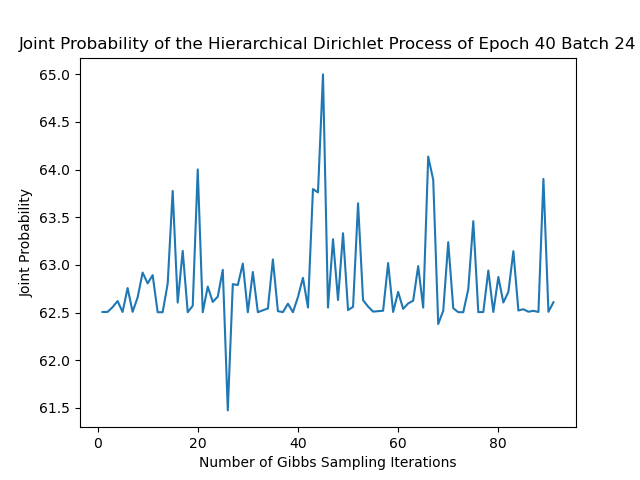 Joint Probability of the Hierarchical Dirichlet Process of Epoch 40 Batch 24
65.0
64.5
64.0
63.5
63.0
62.5
62.0
61.5
Joint Probability
0 20 40 60 80
Number of Gibbs Sampling Iterations